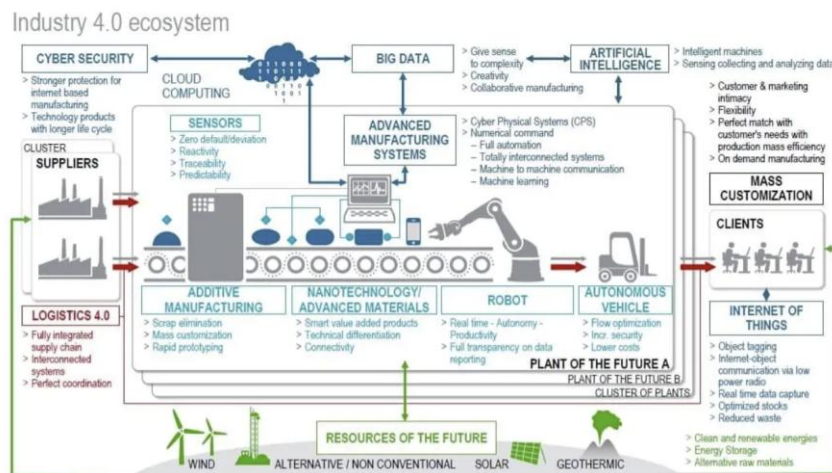 Industry 4.0 ecosystem
CYBER SECURITY
> Stronger protection for
internet based
manufacturing
> Technology products
with longer life cycle
CLOUD
COMPUTING
BIG DATA
> Give sense
to complexity
> Creativity
> Collaborative manufacturing
ARTIFICIAL
INTELLIGENCE
> Intelligent machines
> Sensing collecting and analyzing data
> Customer & marketing
intimacy
> Flexibility
> Perfect match with
customer's needs with
production mass efficiency
> On demand manufacturing
CLUSTER
SUPPLIERS
SENSORS
> Zero default/deviation
> Reactivity
> Traceability
> Predictability
ADVANCED
MANUFACTURING
SYSTEMS
> Cyber Physical Systems (CPS)
> Numerical command
– Full automation
– Totally interconnected systems
– Machine to machine communication
– Machine learning
MASS
CUSTOMIZATION
CLIENTS
LOGISTICS 4.0
> Fully integrated
supply chain
> Interconnected
systems
> Perfect coordination
ADDITIVE
MANUFACTURING
> Scrap elimination
> Mass customization
> Rapid prototyping
NANOTECHNOLOGY/
ADVANCED MATERIALS
> Smart value added products
> Technical differentiation
> Connectivity
ROBOT
> Real time - Autonomy -
Productivity
> Full transparency on data
reporting
AUTONOMOUS
VEHICLE
> Flow optimization
> Incr. security
> Lower costs
INTERNET OF
THINGS
> Object tagging
> Internet-object
communication via low
power radio
> Real time data capture
> Optimized stocks
> Reduced waste
PLANT OF THE FUTURE A
PLANT OF THE FUTURE B
CLUSTER OF PLANTS
RESOURCES OF THE FUTURE
WIND
ALTERNATIVE / NON CONVENTIONAL
SOLAR
GEOTHERMIC
> Clean and renewable energies
> Energy Storage
> Alternative raw materials